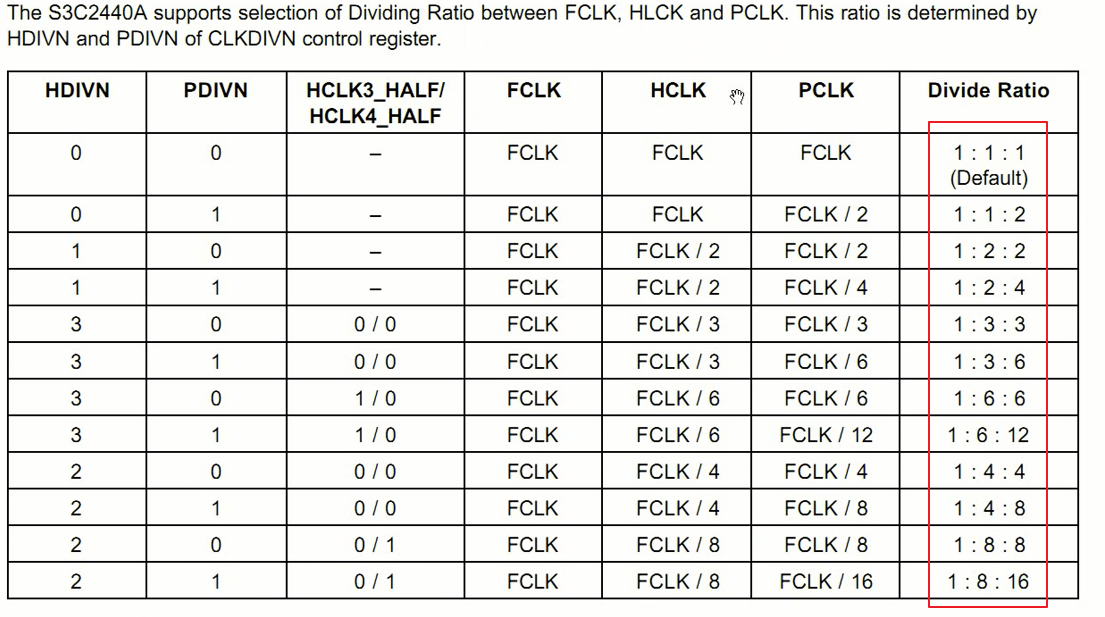 The S3C2440A supports selection of Dividing Ratio between FCLK, HLCK and PCLK. This ratio is determined by
HDIVN and PDIVN of CLKDIVN control register.
HDIVN PDIVN HCLK3_HALF/ FCLK HCLK PCLK Divide Ratio
HCLK4_HALF
0 0 – FCLK FCLK FCLK 1 : 1 : 1
(Default)
0 1 – FCLK FCLK FCLK / 2 1 : 1 : 2
1 0 – FCLK FCLK / 2 FCLK / 2 1 : 2 : 2
1 1 – FCLK FCLK / 2 FCLK / 4 1 : 2 : 4
3 0 0 / 0 FCLK FCLK / 3 FCLK / 3 1 : 3 : 3
3 1 0 / 0 FCLK FCLK / 3 FCLK / 6 1 : 3 : 6
3 0 1 / 0 FCLK FCLK / 6 FCLK / 6 1 : 6 : 6
3 1 1 / 0 FCLK FCLK / 6 FCLK / 12 1 : 6 : 12
2 0 0 / 0 FCLK FCLK / 4 FCLK / 4 1 : 4 : 4
2 1 0 / 0 FCLK FCLK / 4 FCLK / 8 1 : 4 : 8
2 0 0 / 1 FCLK FCLK / 8 FCLK / 8 1 : 8 : 8
2 1 0 / 1 FCLK FCLK / 8 FCLK / 16 1 : 8 : 16